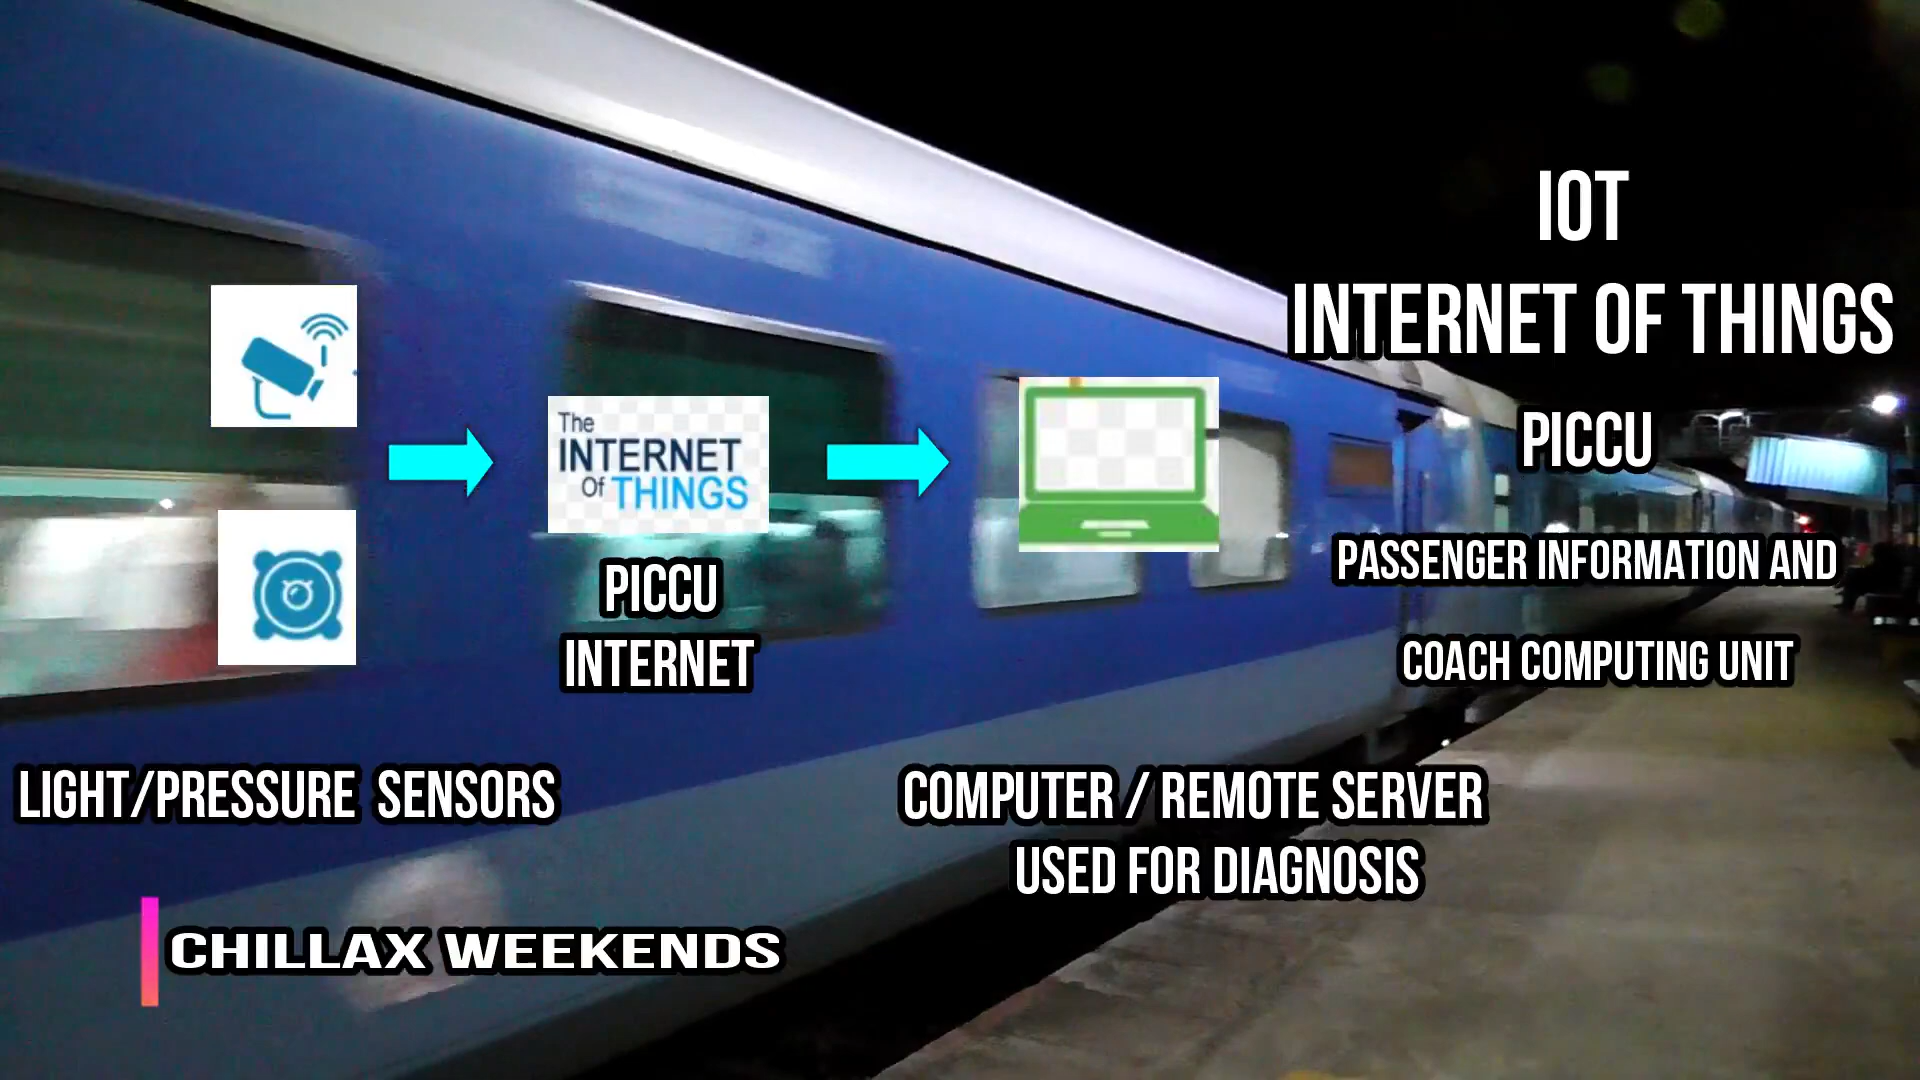 IOT
INTERNET OF THINGS
PICCU
PASSENGER INFORMATION AND
COACH COMPUTING UNIT
The
INTERNET
Of THINGS
PICCU
INTERNET
LIGHT/PRESSURE SENSORS
COMPUTER / REMOTE SERVER
USED FOR DIAGNOSIS
CHILLAX WEEKENDS